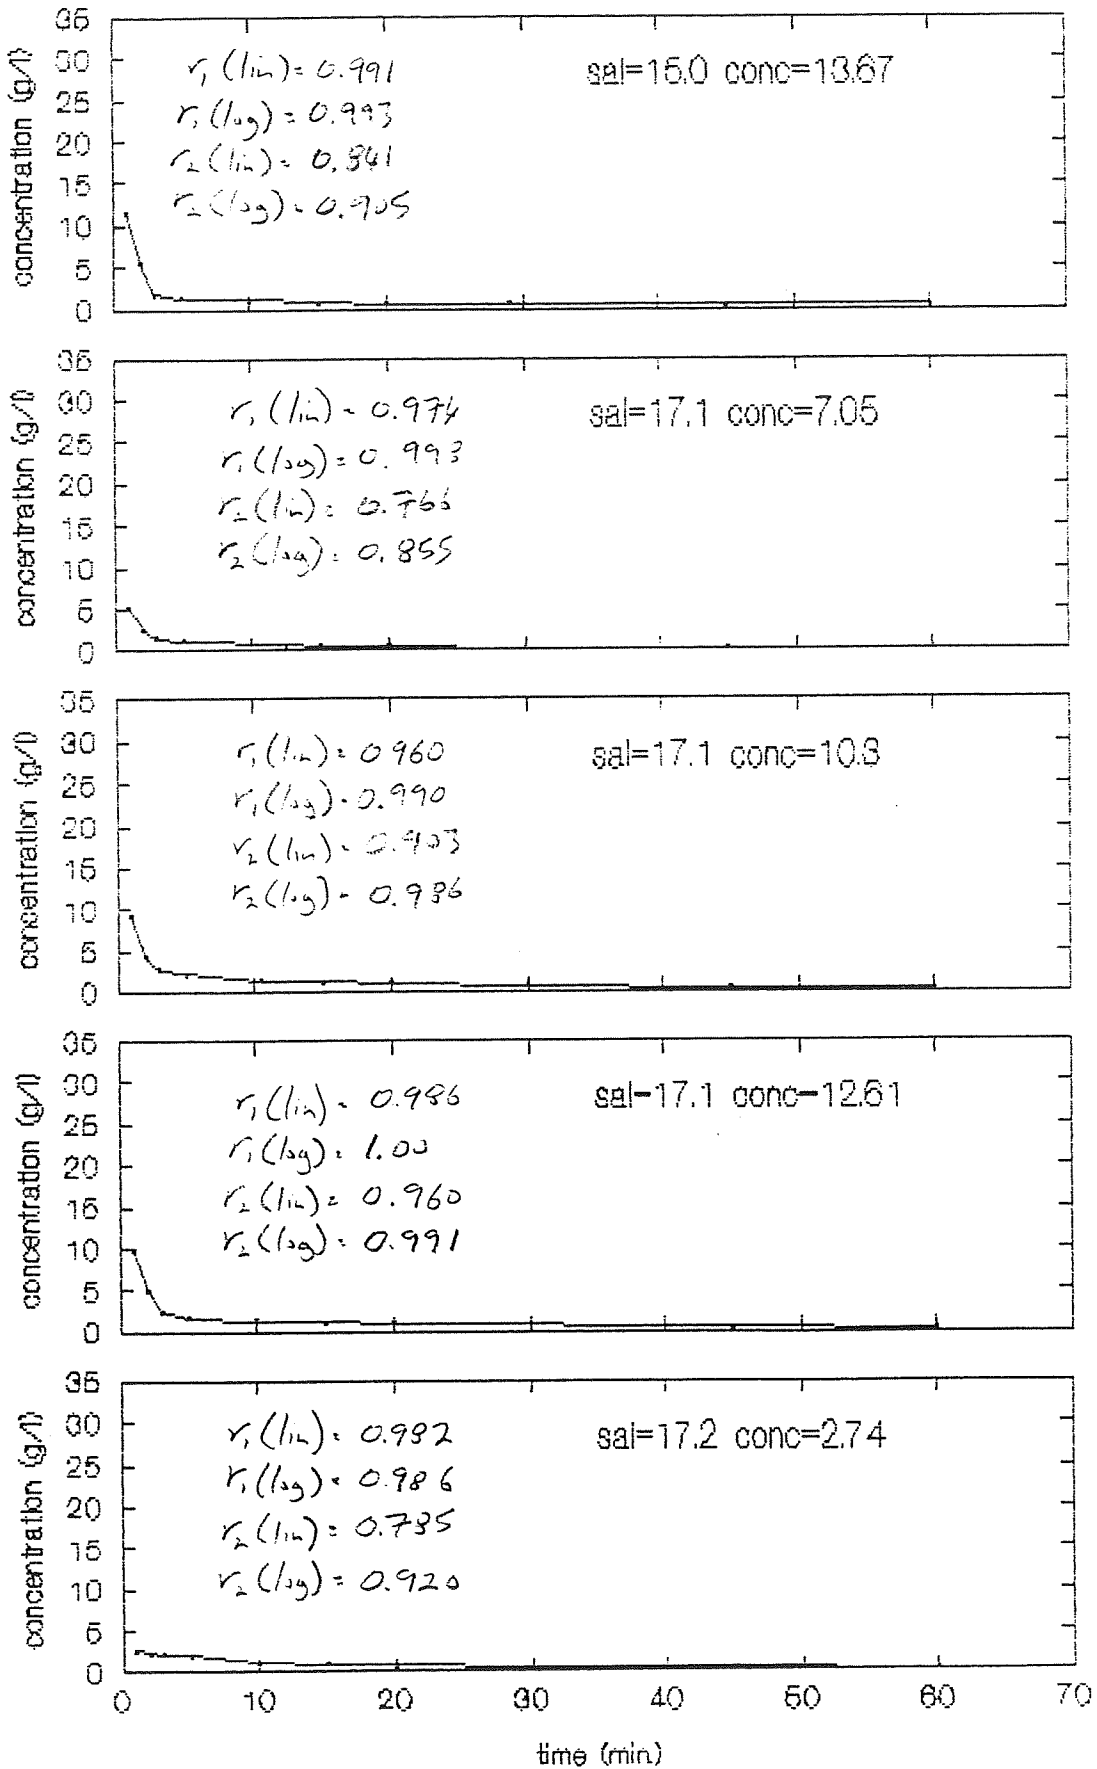 concentration (g/l)
35
30
25
20
15
10
5
0
r₁(lin) = 0.991
r₁(log) = 0.993
r₂(lin) = 0.841
r₂(log) = 0.905
sal=15.0 conc=13.67
concentration (g/l)
35
30
25
20
15
10
5
0
r₁(lin) = 0.974
r₁(log) = 0.993
r₂(lin) = 0.766
r₂(log) = 0.855
sal=17.1 conc=7.05
concentration (g/l)
35
30
25
20
15
10
5
0
r₁(lin) = 0.960
r₁(log) = 0.990
r₂(lin) = 0.903
r₂(log) = 0.986
sal=17.1 conc=10.3
concentration (g/l)
35
30
25
20
15
10
5
0
r₁(lin) = 0.986
r₁(log) = 1.00
r₂(lin) = 0.960
r₂(log) = 0.991
sal=17.1 conc=12.61
concentration (g/l)
35
30
25
20
15
10
5
0
r₁(lin) = 0.982
r₁(log) = 0.986
r₂(lin) = 0.785
r₂(log) = 0.920
sal=17.2 conc=2.74
0 10 20 30 40 50 60 70
time (min.)